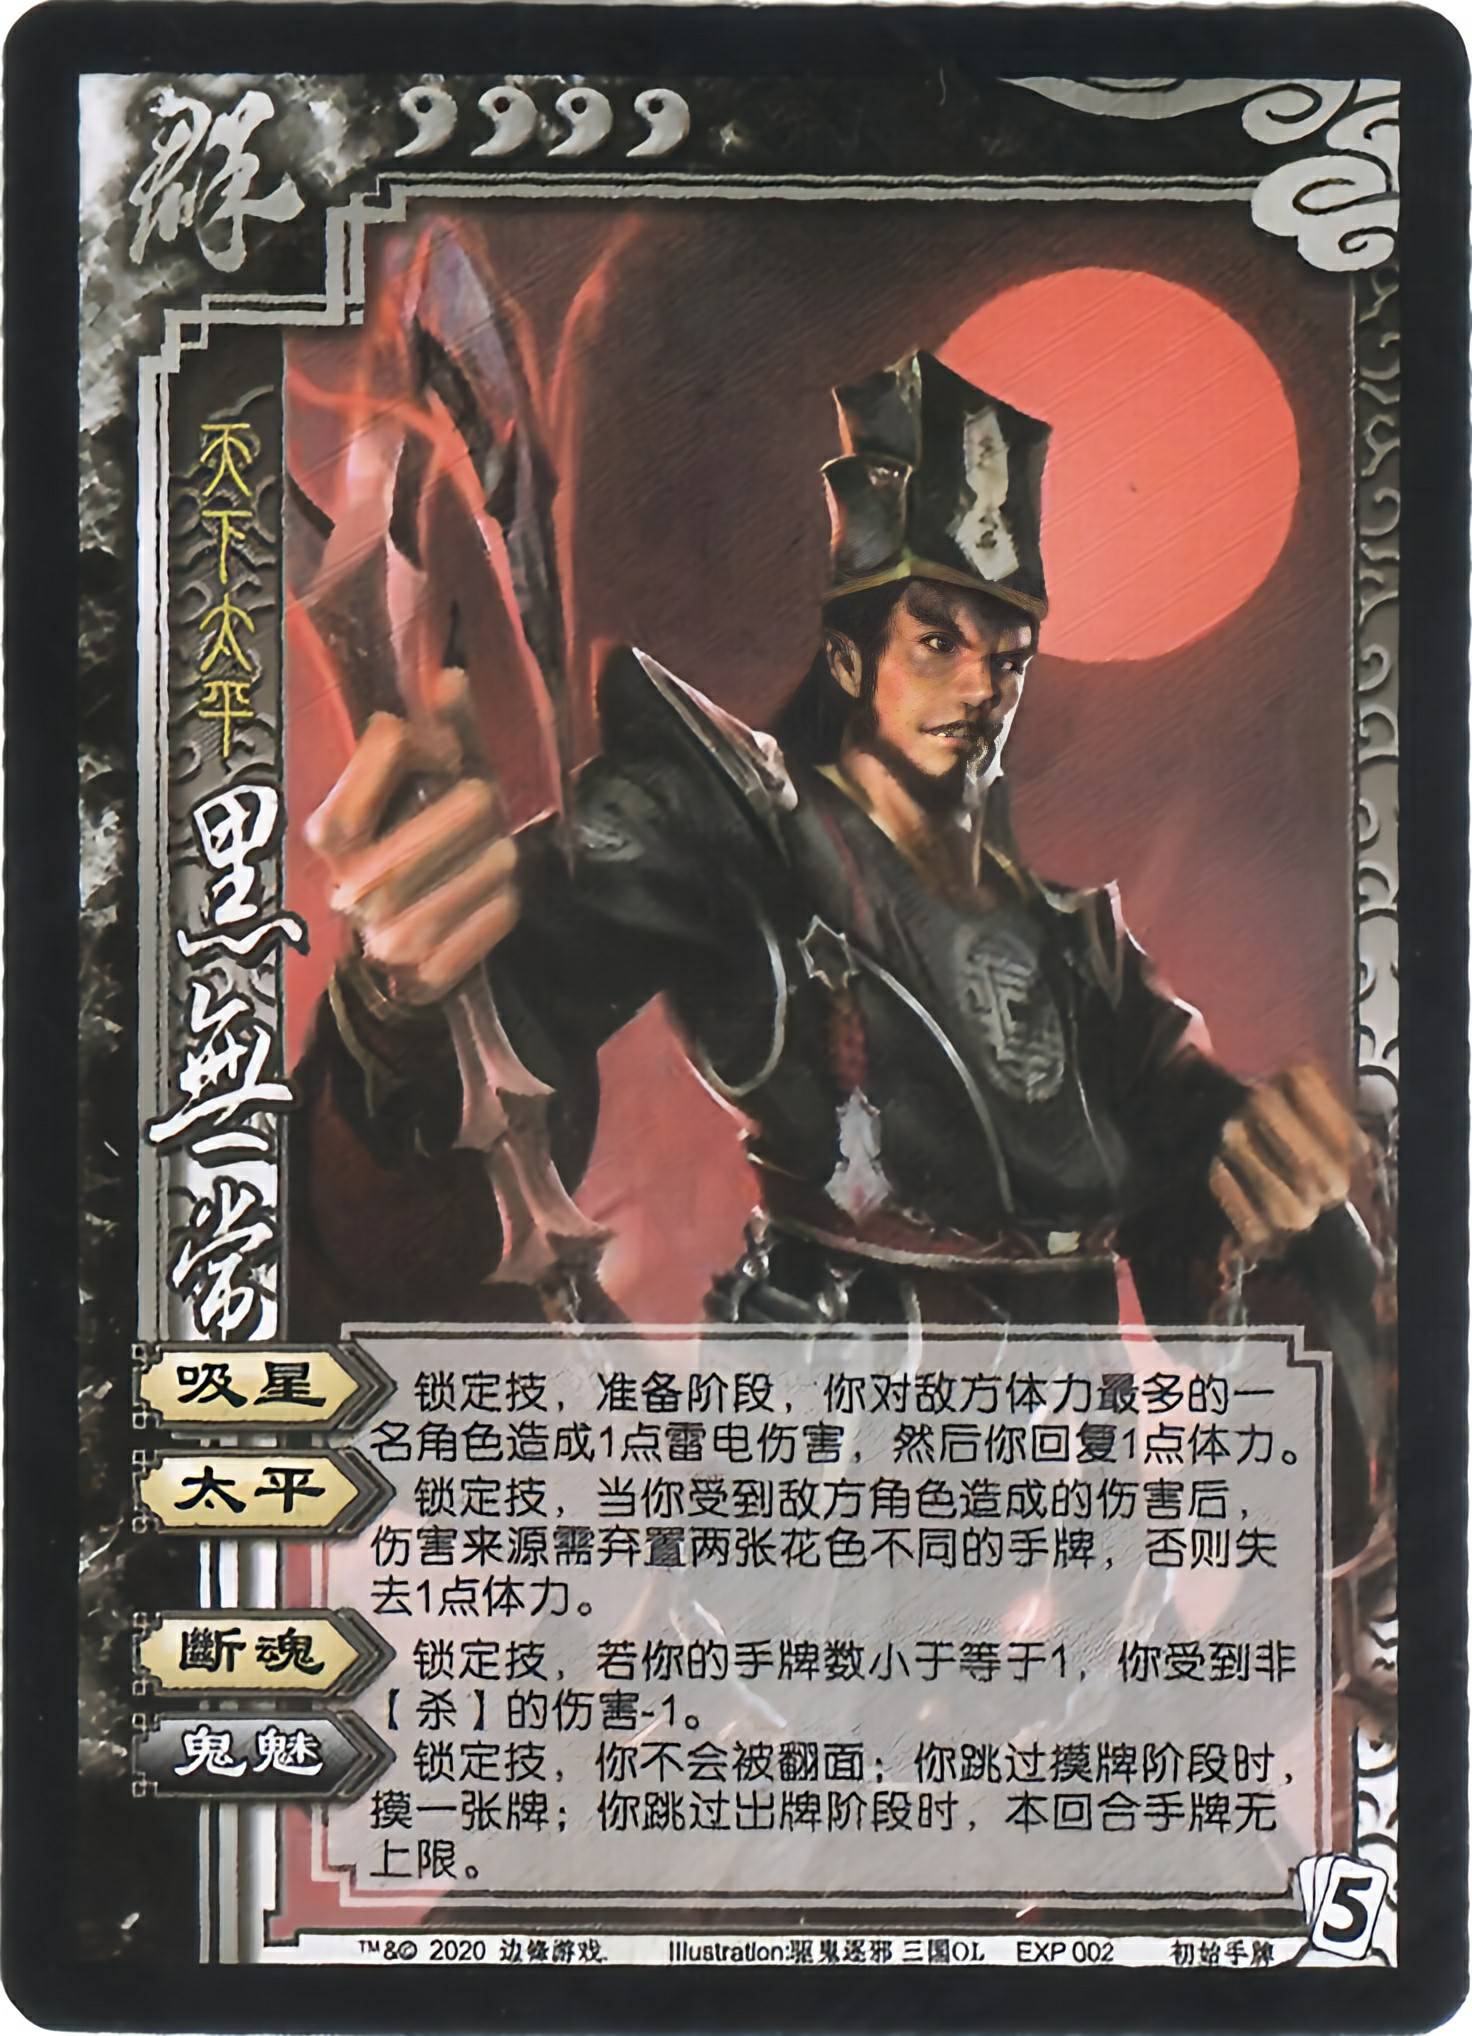 群
天下太平
黑無常
吸星
锁定技，准备阶段，你对敌方体力最多的一
名角色造成1点雷电伤害，然后你回复1点体力。
太平
锁定技，当你受到敌方角色造成的伤害后，
伤害来源需弃置两张花色不同的手牌，否则失
去1点体力。
斷魂
锁定技，若你的手牌数小于等于1，你受到非
【杀】的伤害-1。
鬼魅
锁定技，你不会被翻面；你跳过摸牌阶段时，
摸一张牌；你跳过出牌阶段时，本回合手牌无
上限。
5
™&© 2020 边锋游戏 Illustration:驱鬼逐邪 三国OL EXP 002 初始手牌